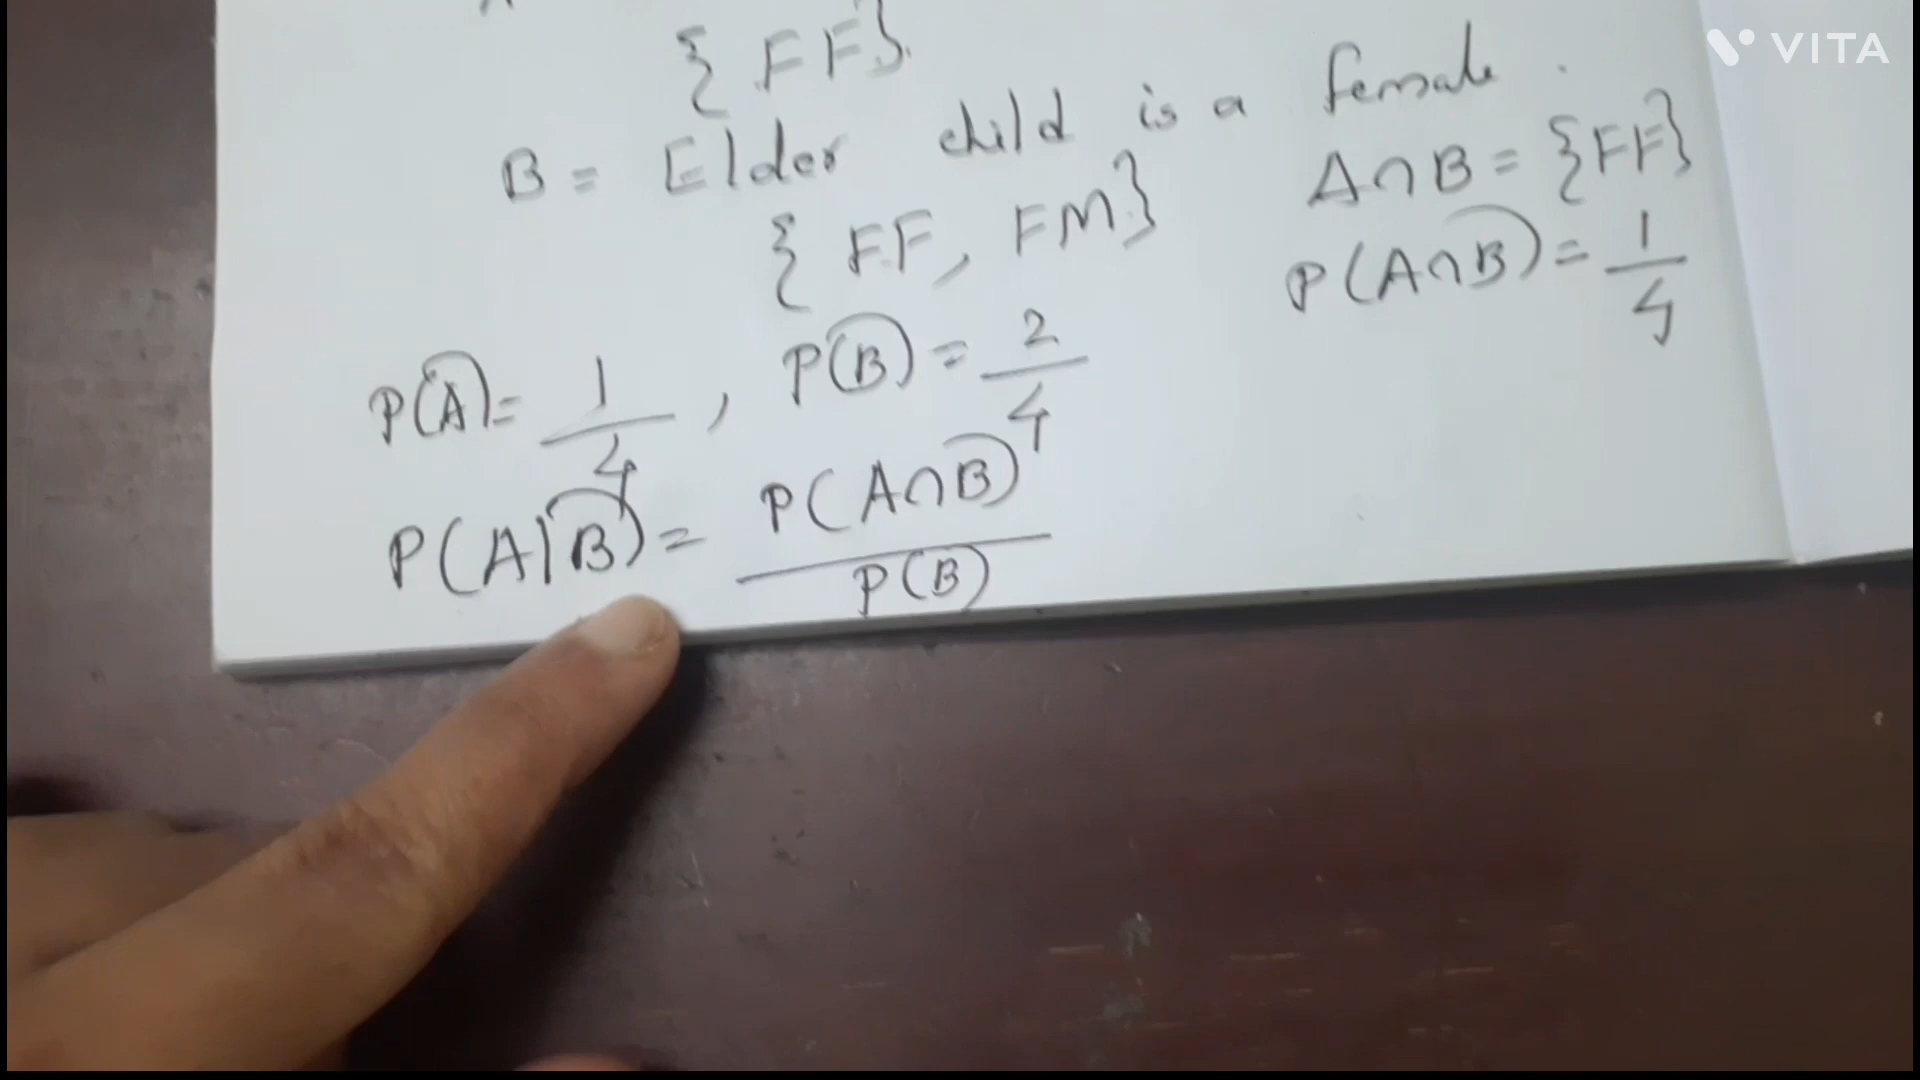 VITA
{FF}.
B = Elder child is a female.
{FF, FM}
A∩B = {FF}
P(A∩B) = 1/4
P(A) = 1/4, P(B) = 2/4
P(A|B) = P(A∩B)/P(B)